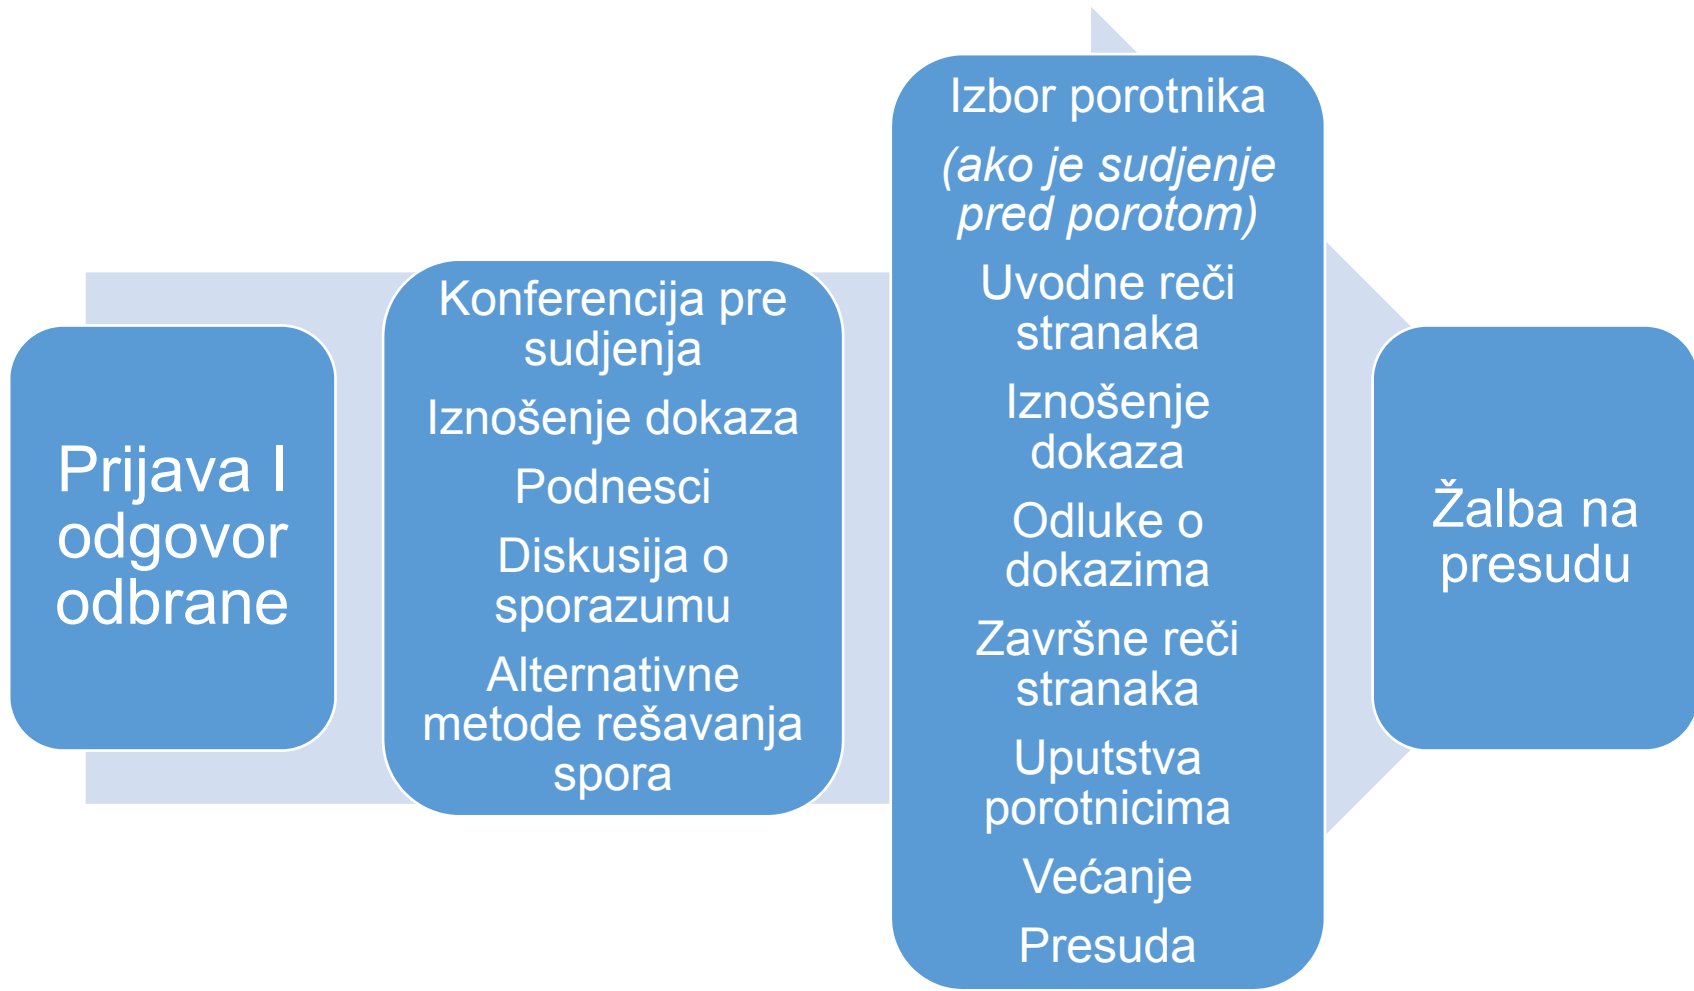 Prijava I
odgovor
odbrane
Konferencija pre
sudjenja
Iznošenje dokaza
Podnesci
Diskusija o
sporazumu
Alternativne
metode rešavanja
spora
Izbor porotnika
(ako je sudjenje
pred porotom)
Uvodne reči
stranaka
Iznošenje
dokaza
Odluke o
dokazima
Završne reči
stranaka
Uputstva
porotnicima
Većanje
Presuda
Žalba na
presudu